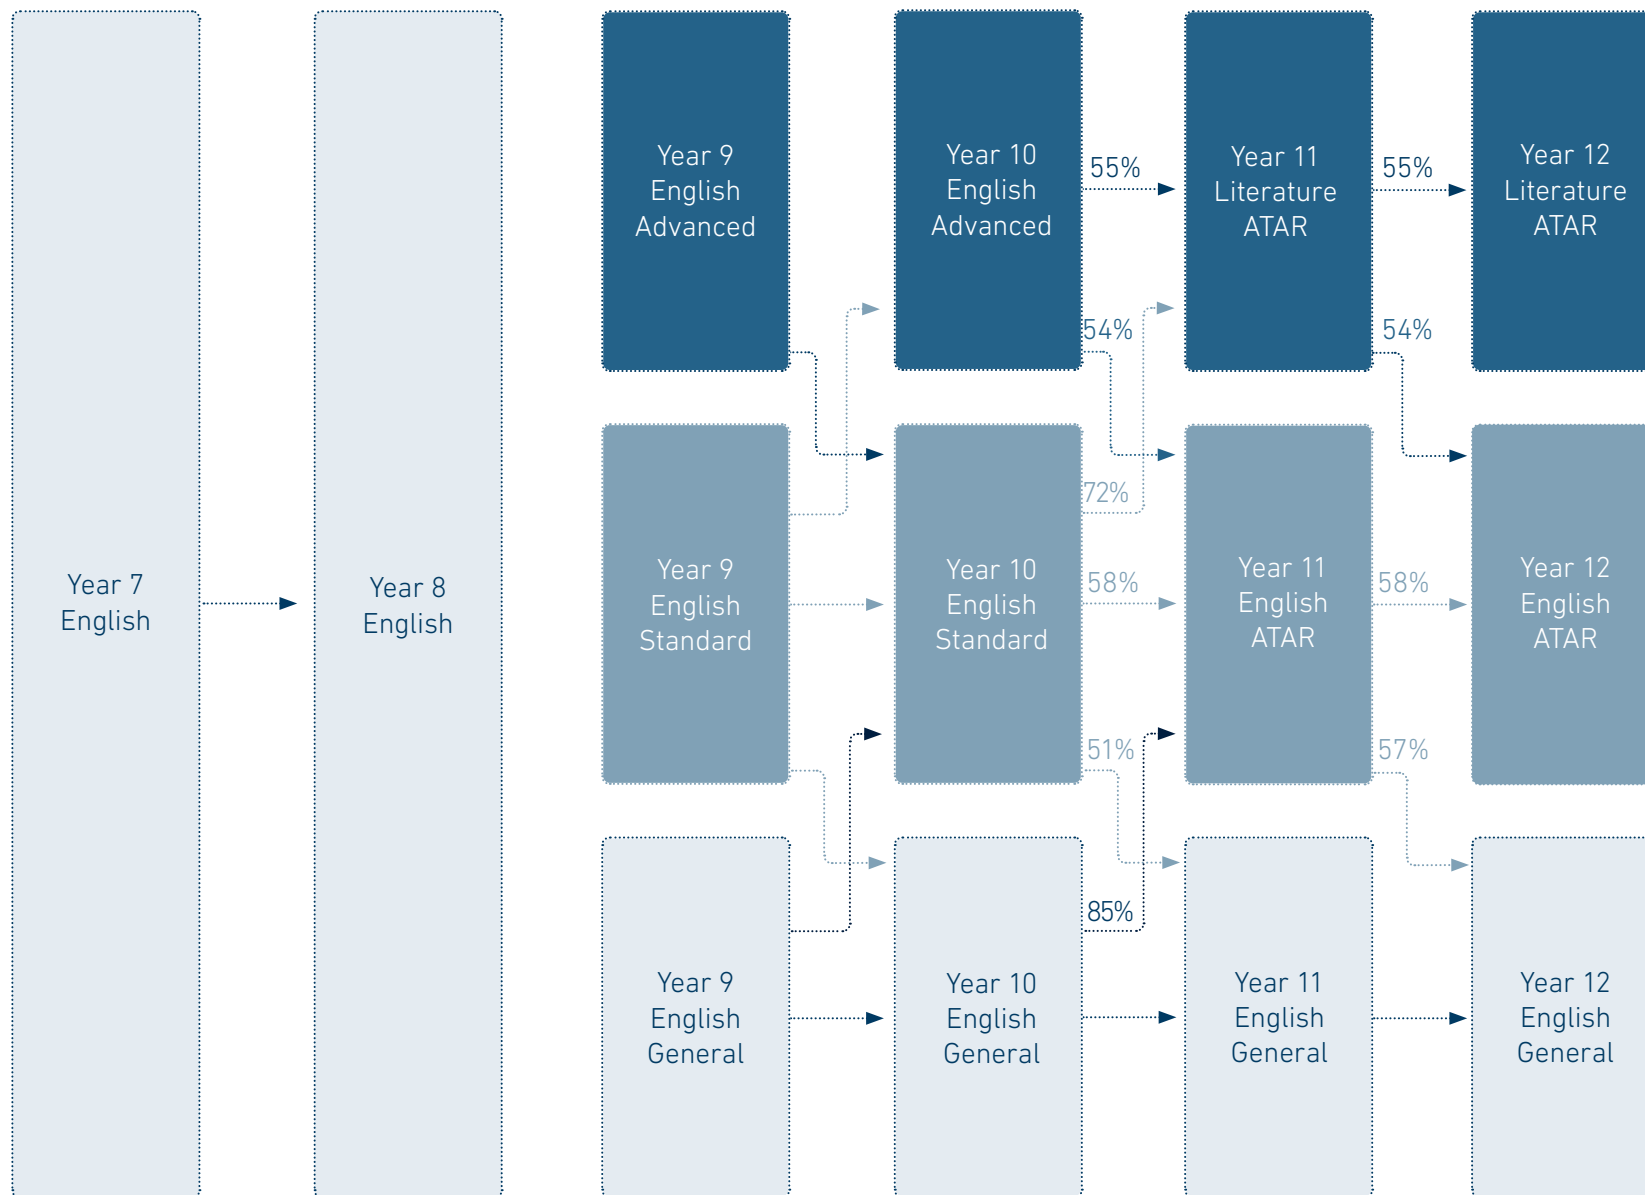 Year 7
English
Year 8
English
Year 9
English
Advanced
Year 10
English
Advanced
55%
Year 11
Literature
ATAR
55%
Year 12
Literature
ATAR
54%
54%
Year 9
English
Standard
Year 10
English
Standard
72%
58%
51%
Year 11
English
ATAR
58%
57%
Year 12
English
ATAR
Year 9
English
General
Year 10
English
General
85%
Year 11
English
General
Year 12
English
General